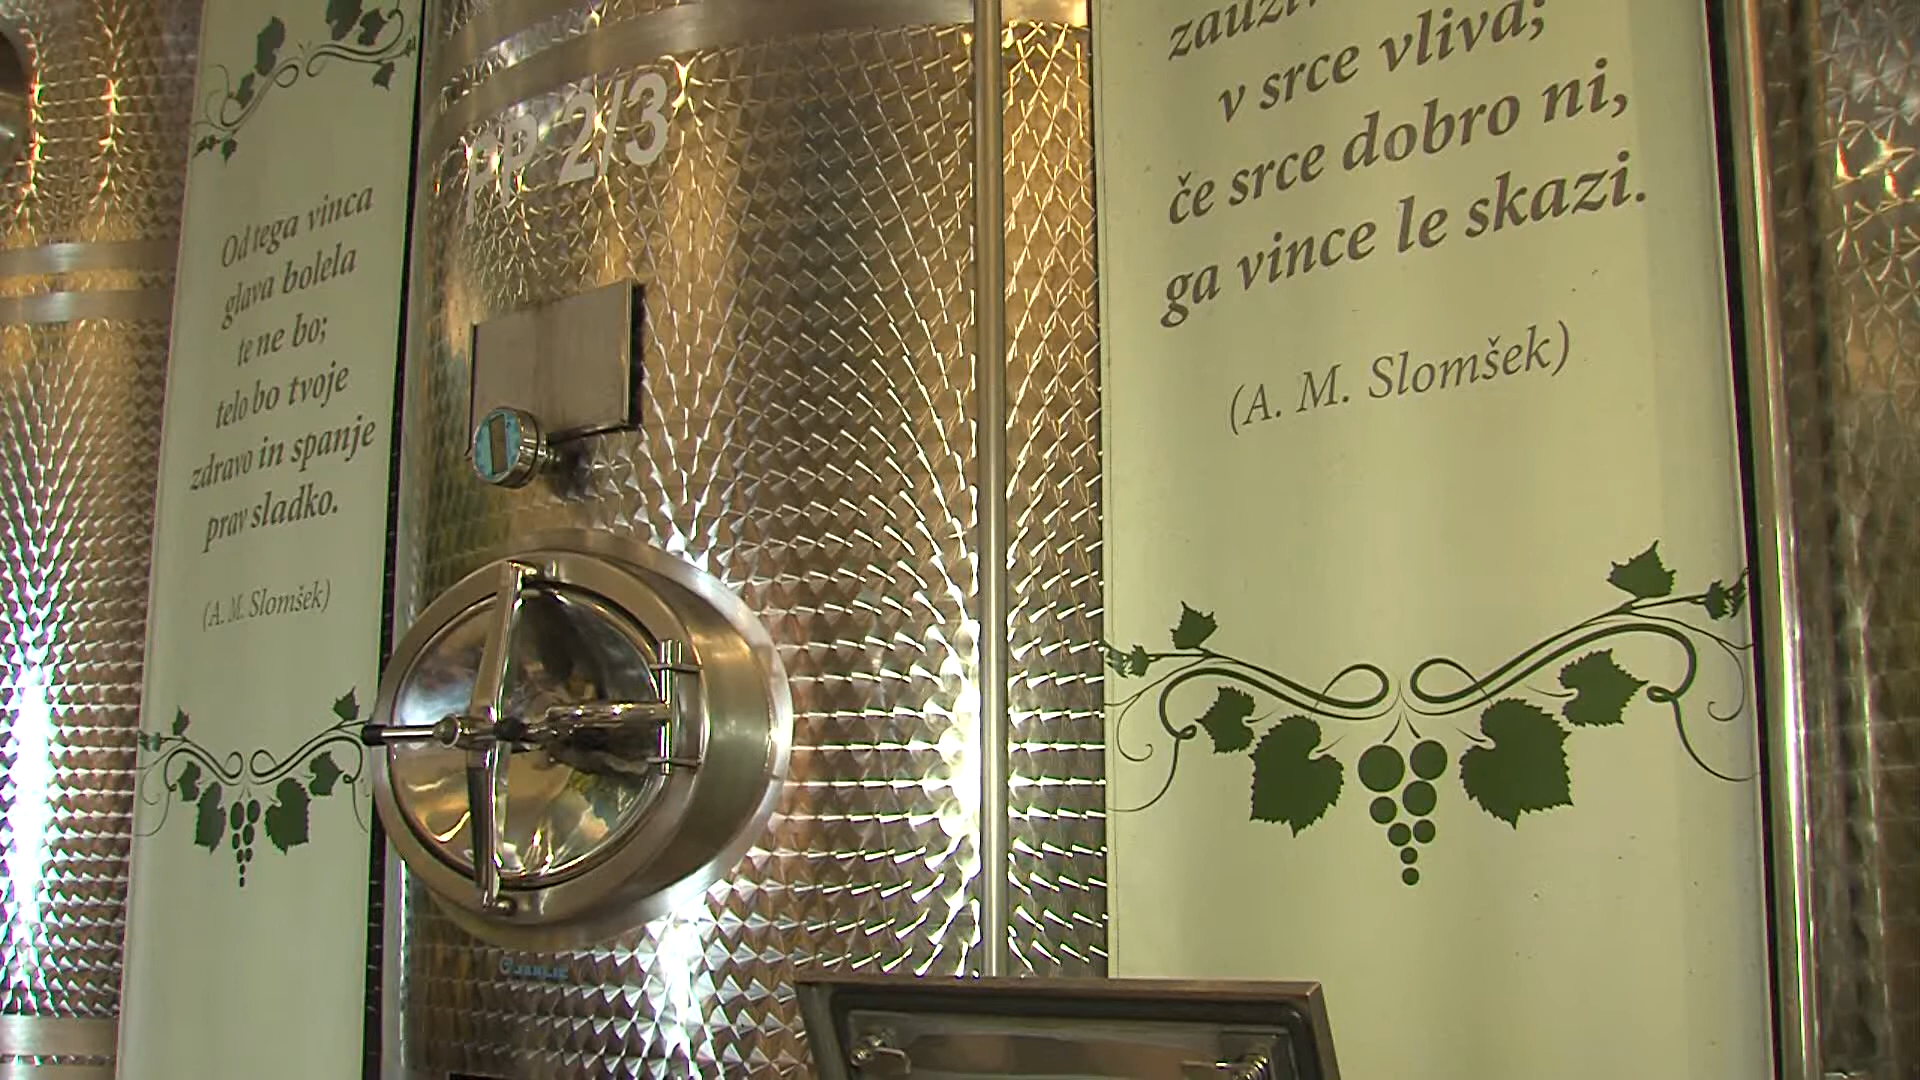 Od tega vinca
glava bolela
te ne bo;
telo bo tvoje
zdravo in spanje
prav sladko.
(A. M. Slomšek)
PP 2/3
v srce vliva;
če srce dobro ni,
ga vince le skazi.
(A. M. Slomšek)